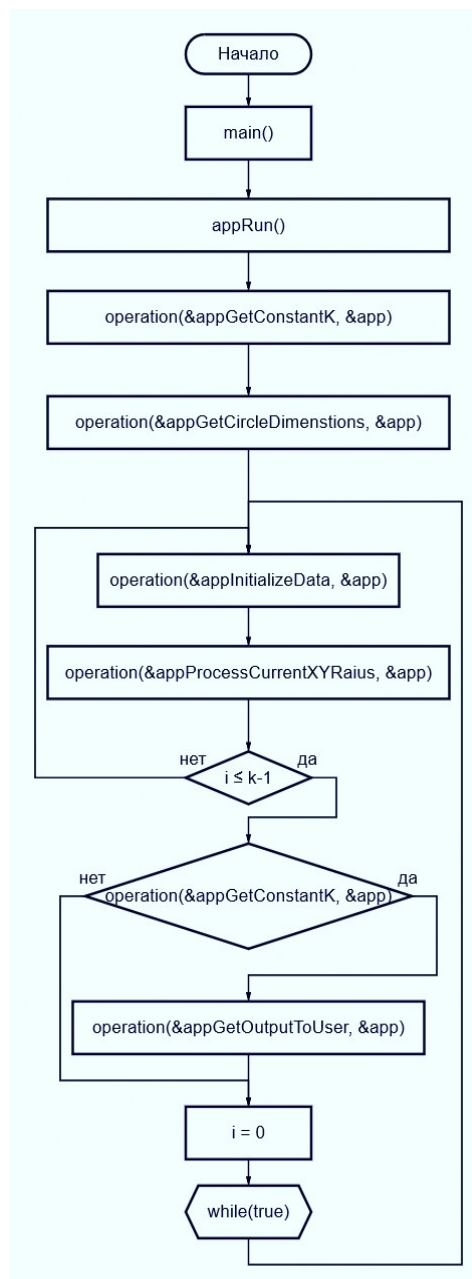 Начало
main()
appRun()
operation(&appGetConstantK, &app)
operation(&appGetCircleDimenstions, &app)
operation(&appInitializeData, &app)
operation(&appProcessCurrentXYRaius, &app)
нет
да
i ≤ k-1
нет
да
operation(&appGetConstantK, &app)
operation(&appGetOutputToUser, &app)
i = 0
while(true)